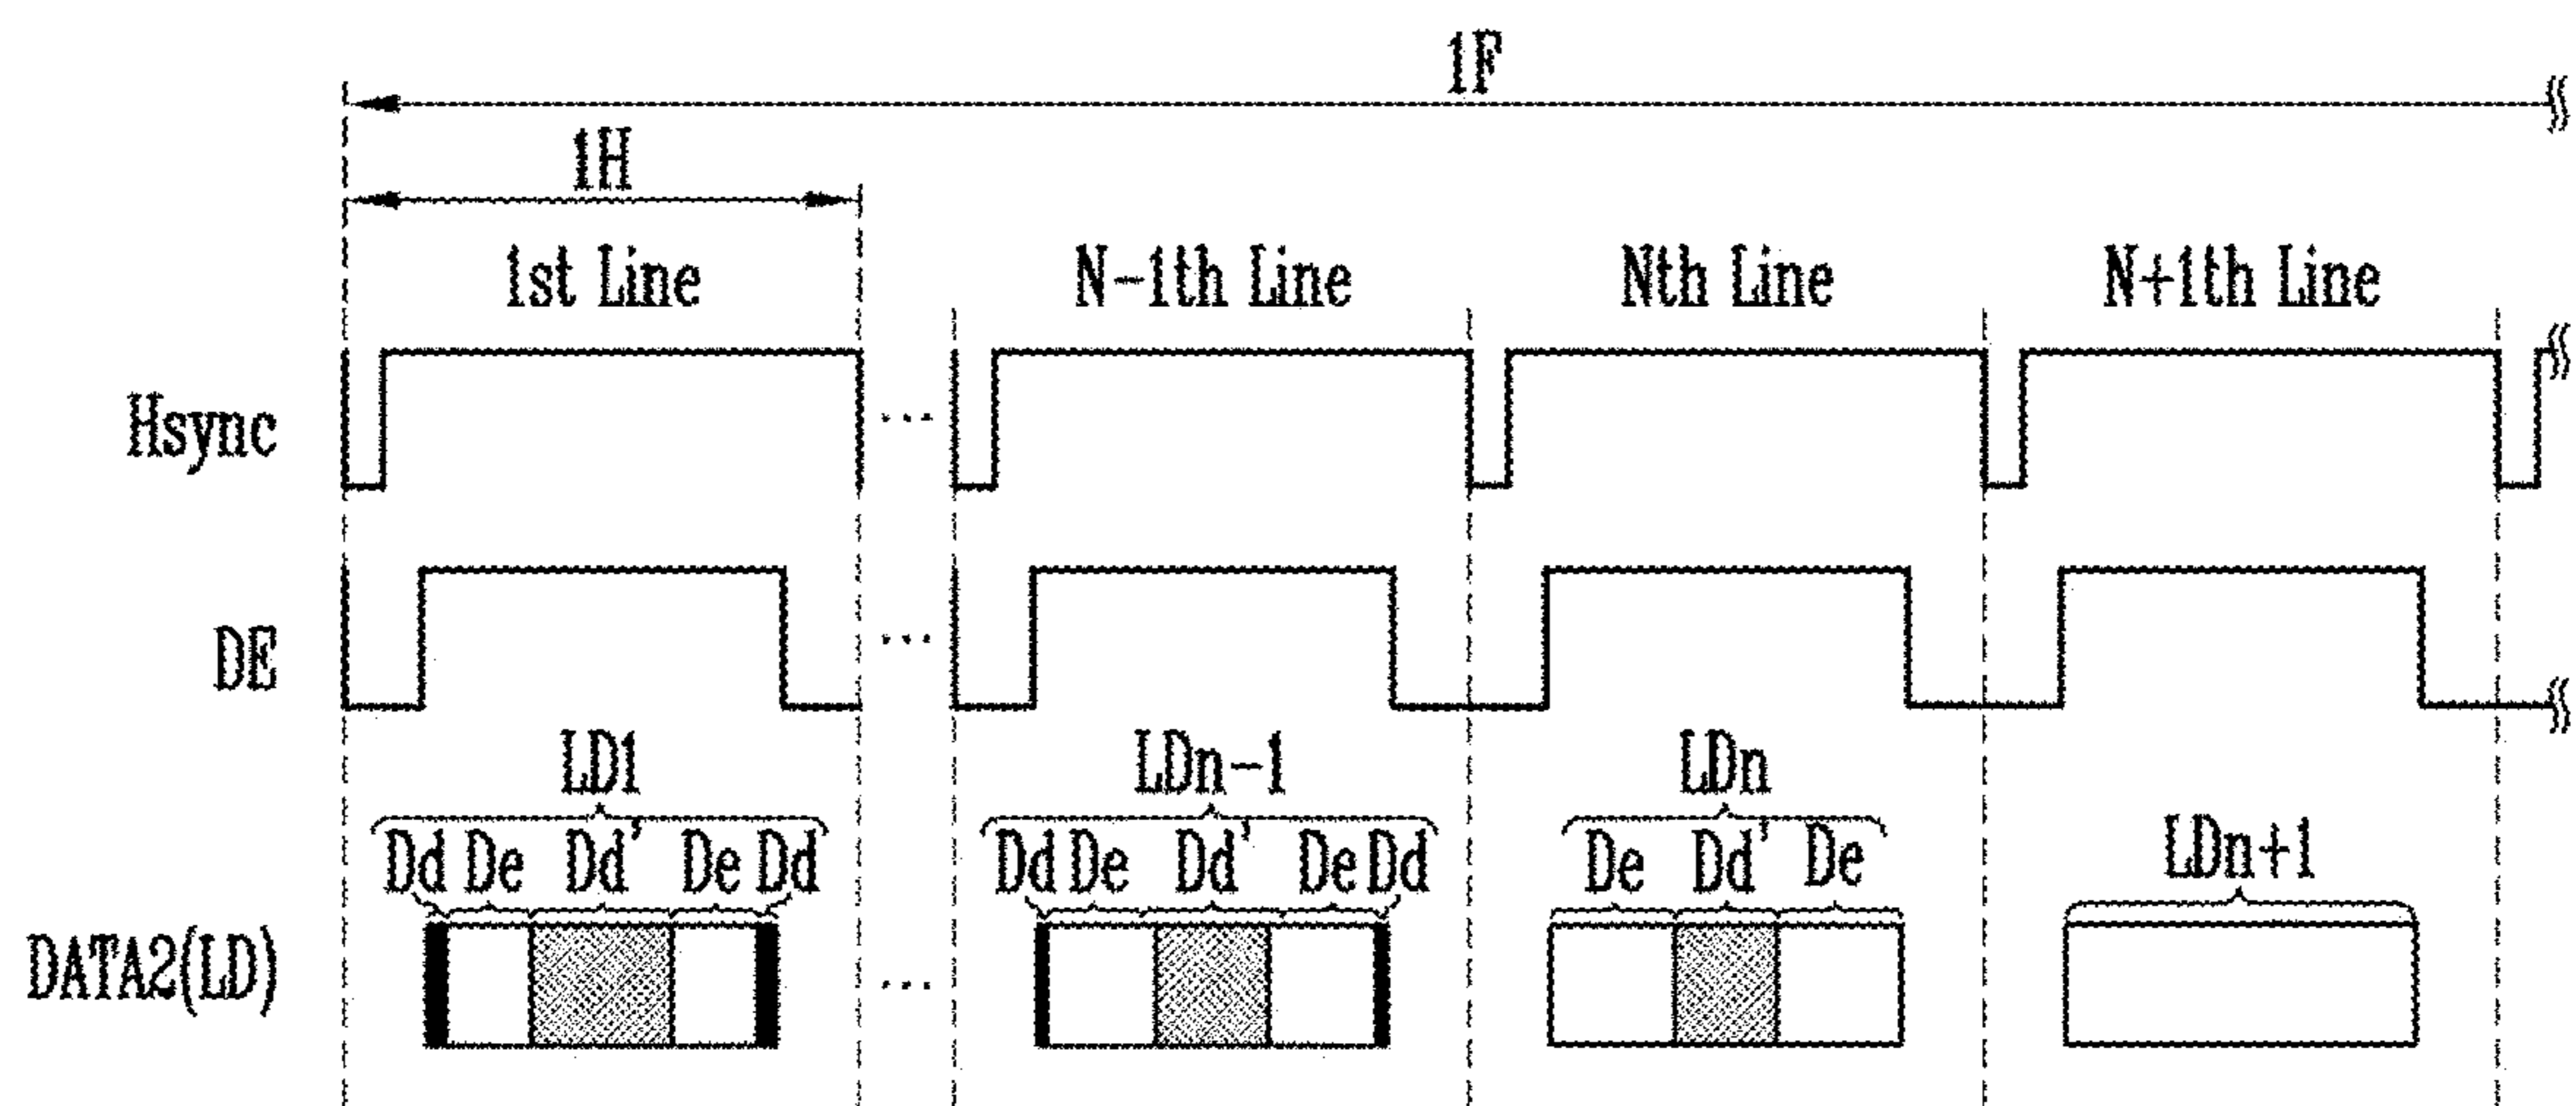 1F
1H
1st Line N-1th Line Nth Line N+1th Line
Hsync ...
DE ...
LD1 LDn-1 LDn LDn+1
Dd De Dd' De Dd Dd De Dd' De Dd De Dd' De
DATA2(LD) ...